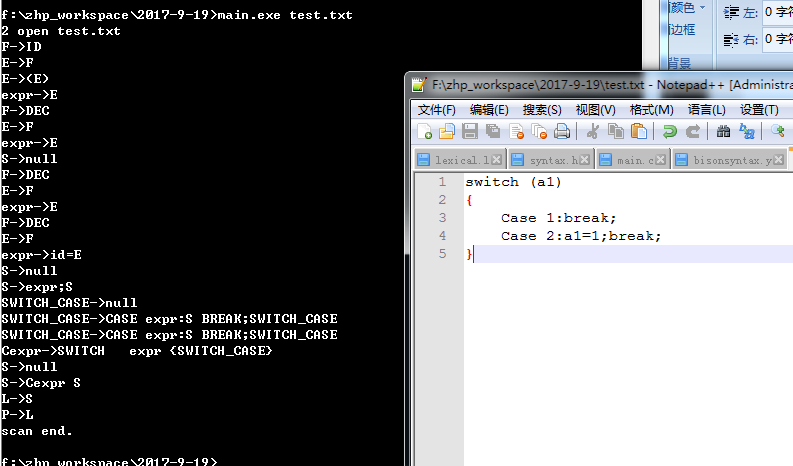 f:\zhp_workspace\2017-9-19>main.exe test.txt
2 open test.txt
F->ID
E->F
E->(E)
expr->E
F->DEC
E->F
expr->E
S->null
F->DEC
E->F
expr->E
F->DEC
E->F
expr->id=E
S->null
S->expr;S
SWITCH_CASE->null
SWITCH_CASE->CASE expr:S BREAK;SWITCH_CASE
SWITCH_CASE->CASE expr:S BREAK;SWITCH_CASE
Cexpr->SWITCH   expr {SWITCH_CASE}
S->null
S->Cexpr S
L->S
P->L
scan end.
f:\zhp_workspace\2017-9-19>
颜色 左: 0 字符
边框 右: 0 字符
背景
F:\zhp_workspace\2017-9-19\test.txt - Notepad++ [Administra
文件(F) 编辑(E) 搜索(S) 视图(V) 格式(M) 语言(L) 设置(T)
lexical.l syntax.h main.c bisonsyntax.y
1 switch (a1)
2 {
3     Case 1:break;
4     Case 2:a1=1;break;
5 }